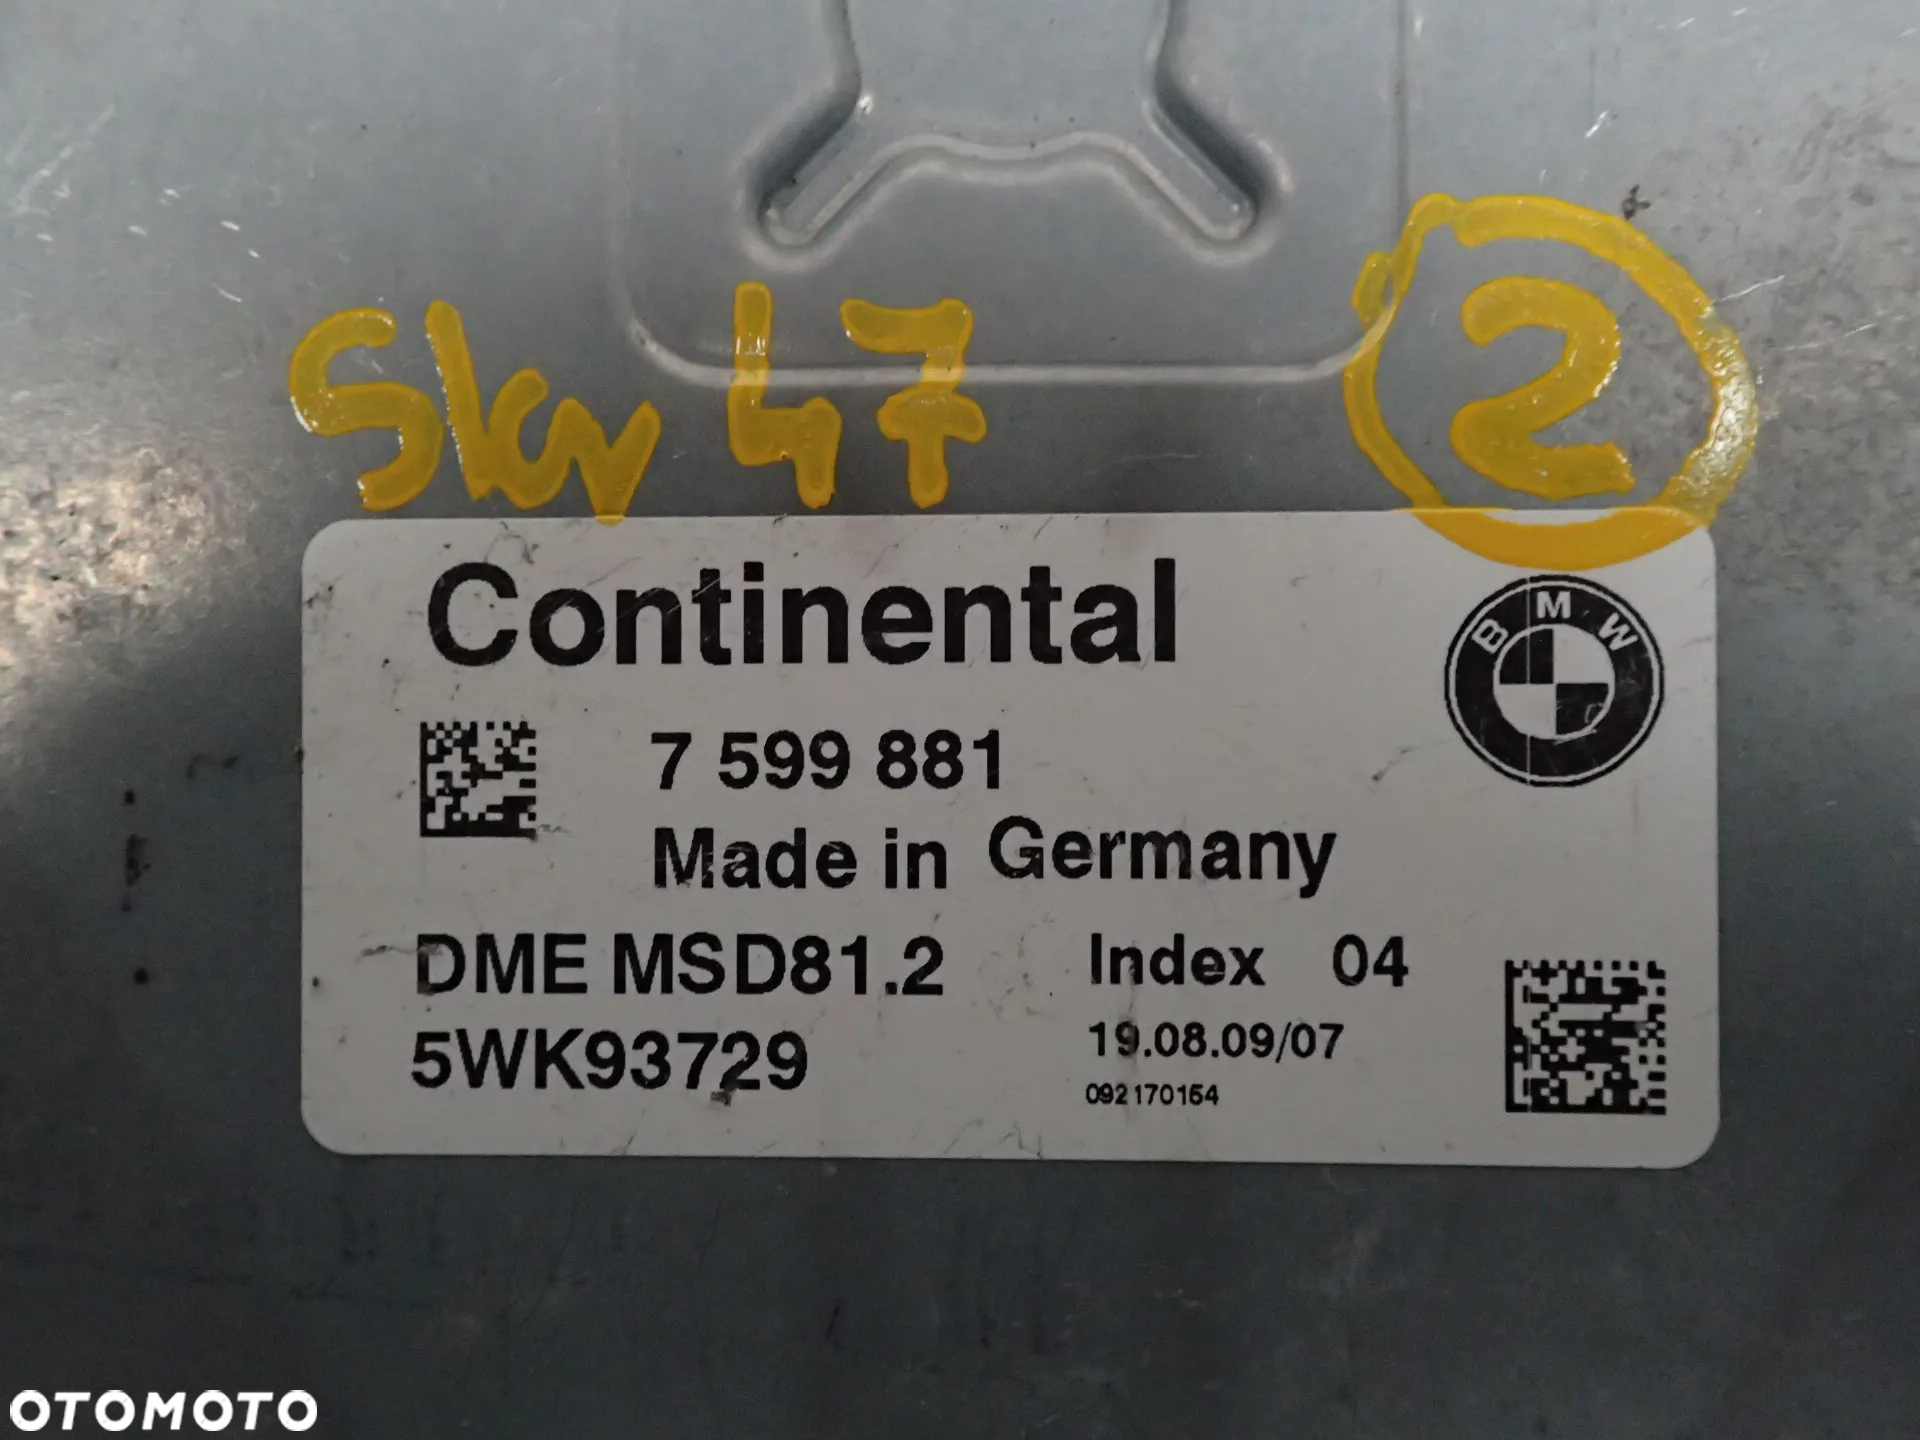 Skv 47 2
Continental
BMW
7 599 881
Made in Germany
DME MSD81.2 Index 04
5WK93729 19.08.09/07
092170154
OTOMOTO